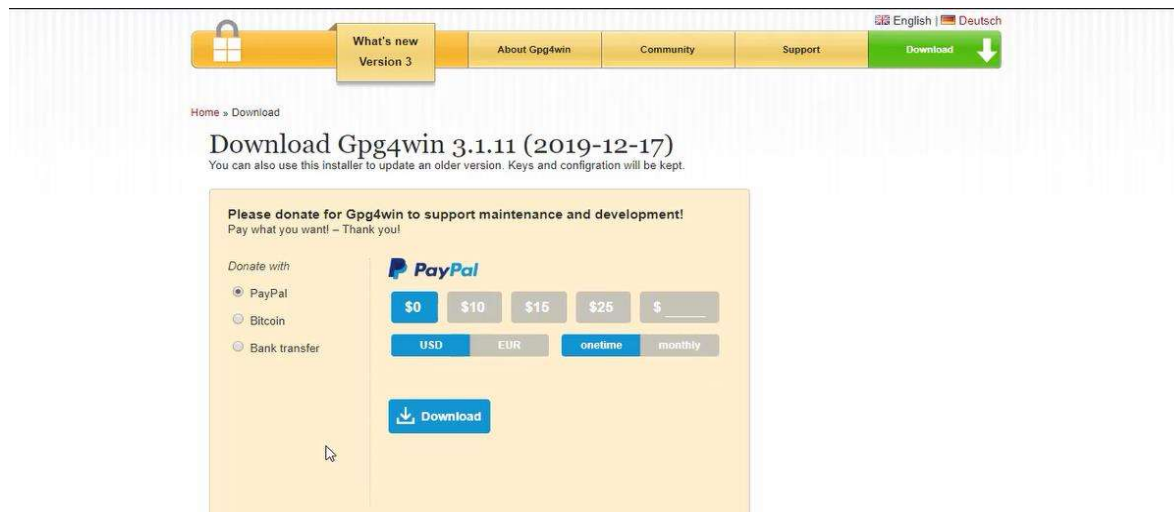 English | Deutsch
What's new
Version 3
About Gpg4win
Community
Support
Download
Home » Download
Download Gpg4win 3.1.11 (2019-12-17)
You can also use this installer to update an older version. Keys and configration will be kept.
Please donate for Gpg4win to support maintenance and development!
Pay what you want! – Thank you!
Donate with
PayPal
PayPal
Bitcoin
Bank transfer
$0 $10 $15 $25 $ _____
USD EUR onetime monthly
Download